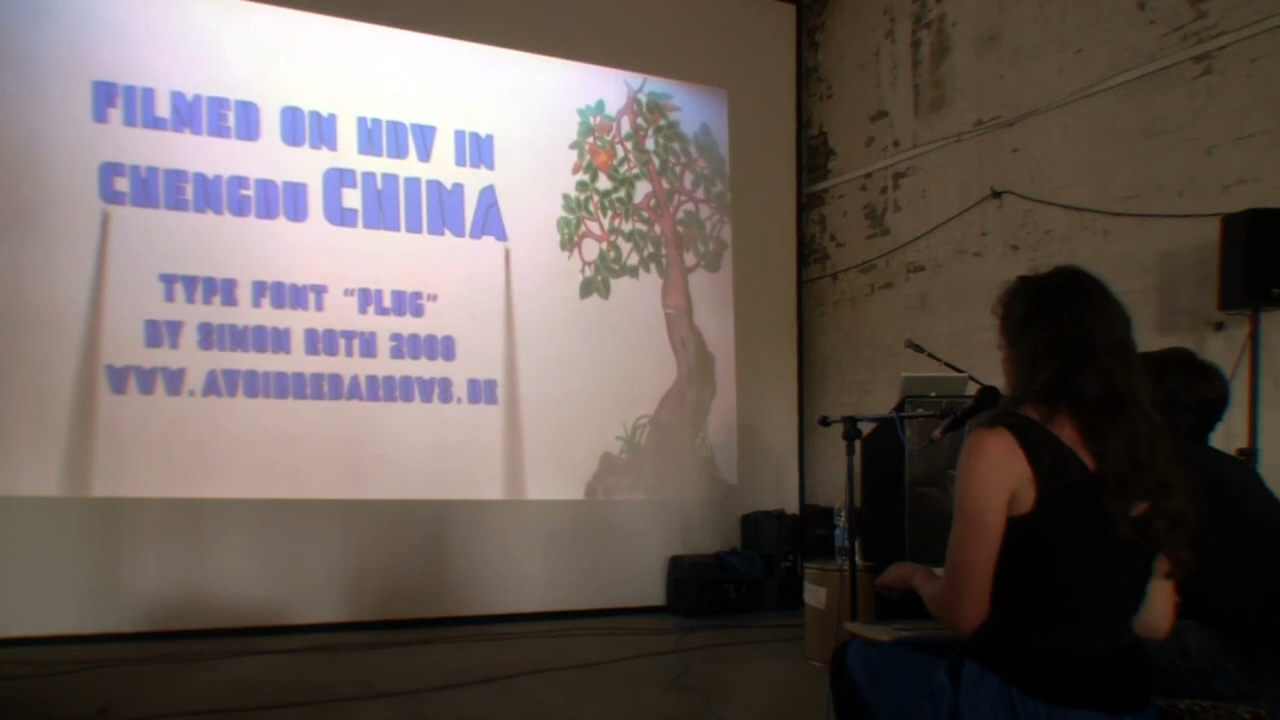 FILMED ON HDV IN
CHENGDU CHINA
TYPE FONT "PLUG"
BY SIMON ROTH 2008
WWW.AVOIDREDARROWS.DE